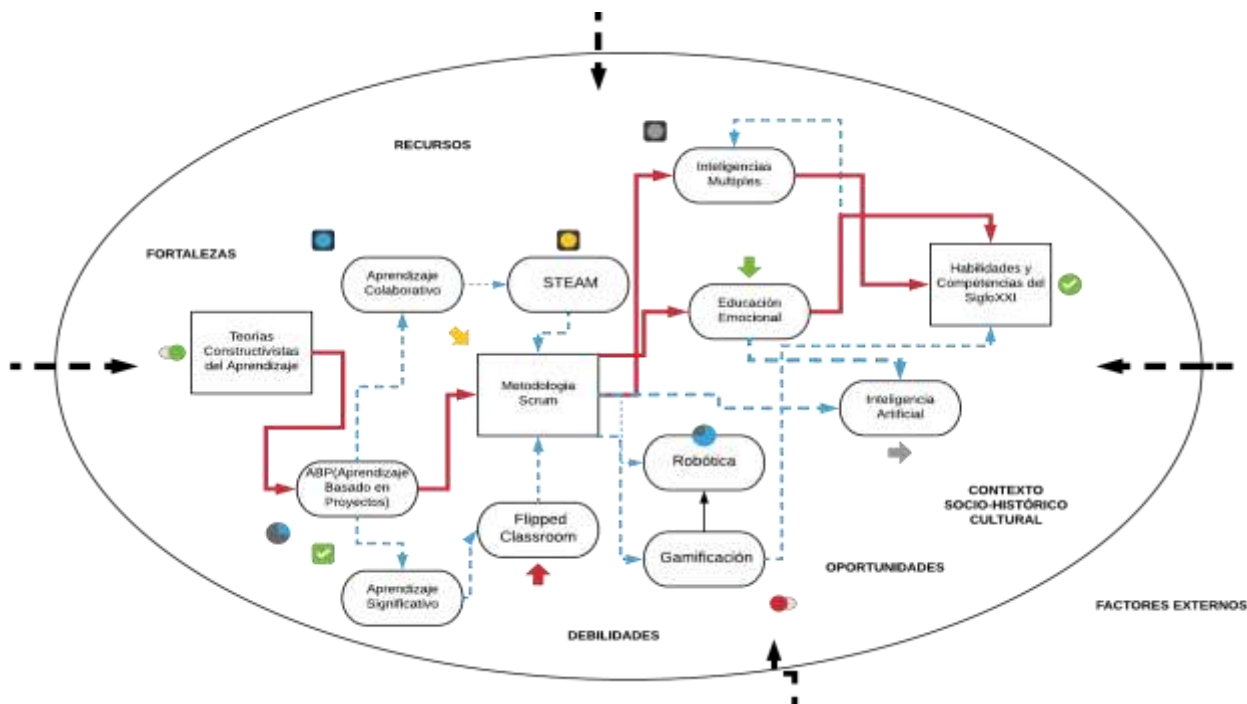 RECURSOS
FORTALEZAS
Inteligencias
Multiples
Aprendizaje
Colaborativo
STEAM
Habilidades y
Competencias del
SigloXXI
Educación
Emocional
Teorías
Constructivistas
del Aprendizaje
Metodología
Scrum
Inteligencia
Artificial
Robótica
ABP(Aprendizaje
Basado en
Proyectos)
Flipped
Classroom
Gamificación
CONTEXTO
SOCIO-HISTÓRICO
CULTURAL
OPORTUNIDADES
Aprendizaje
Significativo
FACTORES EXTERNOS
DEBILIDADES